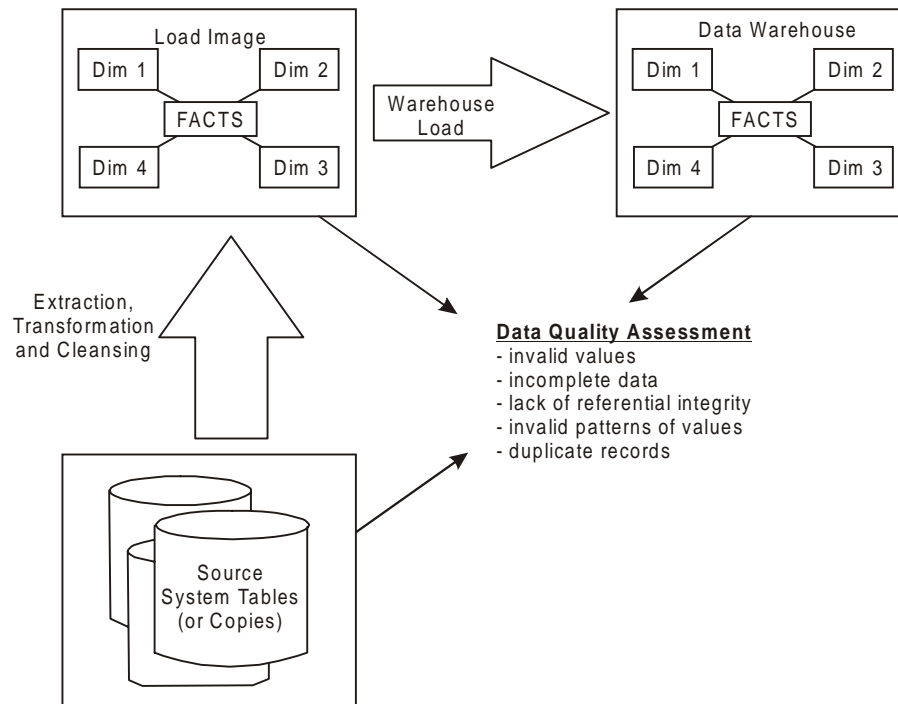 Load Image
Dim 1
Dim 2
FACTS
Dim 4
Dim 3
Warehouse
Load
Data Warehouse
Dim 1
Dim 2
FACTS
Dim 4
Dim 3
Extraction,
Transformation
and Cleansing
Data Quality Assessment
- invalid values
- incomplete data
- lack of referential integrity
- invalid patterns of values
- duplicate records
Source
System Tables
(or Copies)